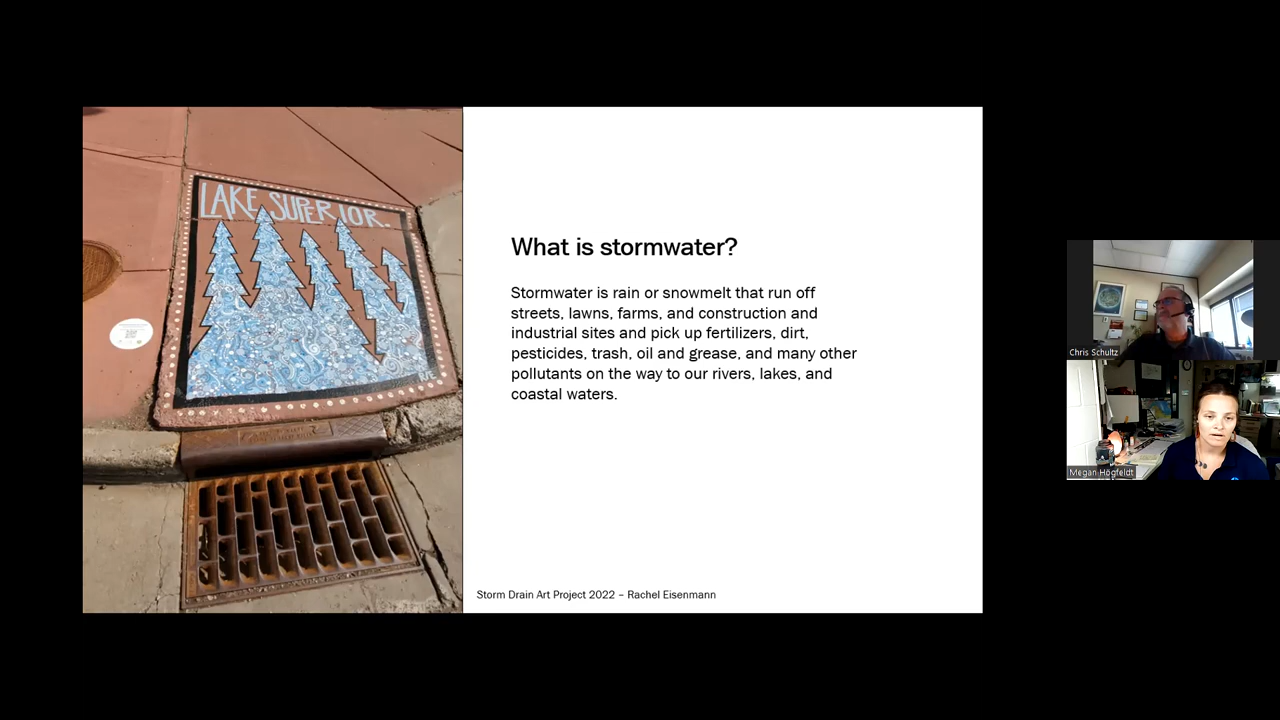 LAKE SUPERIOR.
What is stormwater?
Stormwater is rain or snowmelt that run off
streets, lawns, farms, and construction and
industrial sites and pick up fertilizers, dirt,
pesticides, trash, oil and grease, and many other
pollutants on the way to our rivers, lakes, and
coastal waters.
Storm Drain Art Project 2022 – Rachel Eisenmann
Chris Schultz
Megan Hogfeldt